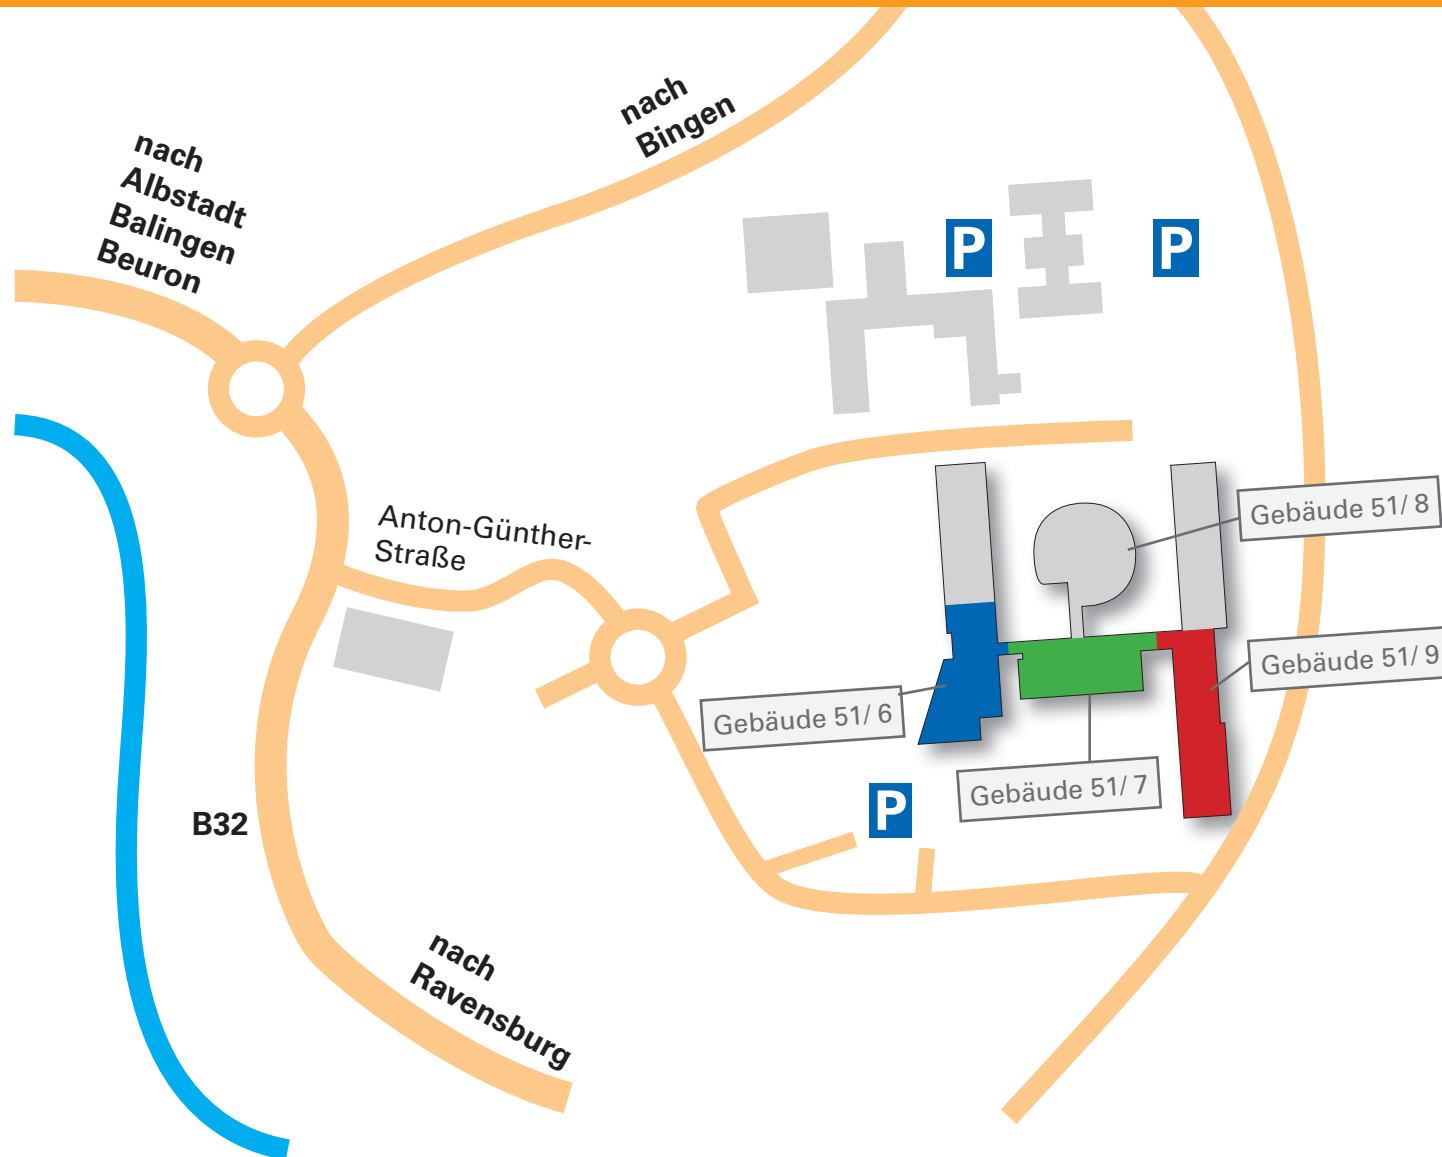 nach
Bingen
nach
Albstadt
Balingen
Beuron
P
P
Anton-Günther-
Straße
Gebäude 51/ 8
Gebäude 51/ 9
Gebäude 51/ 6
Gebäude 51/ 7
P
B32
nach
Ravensburg